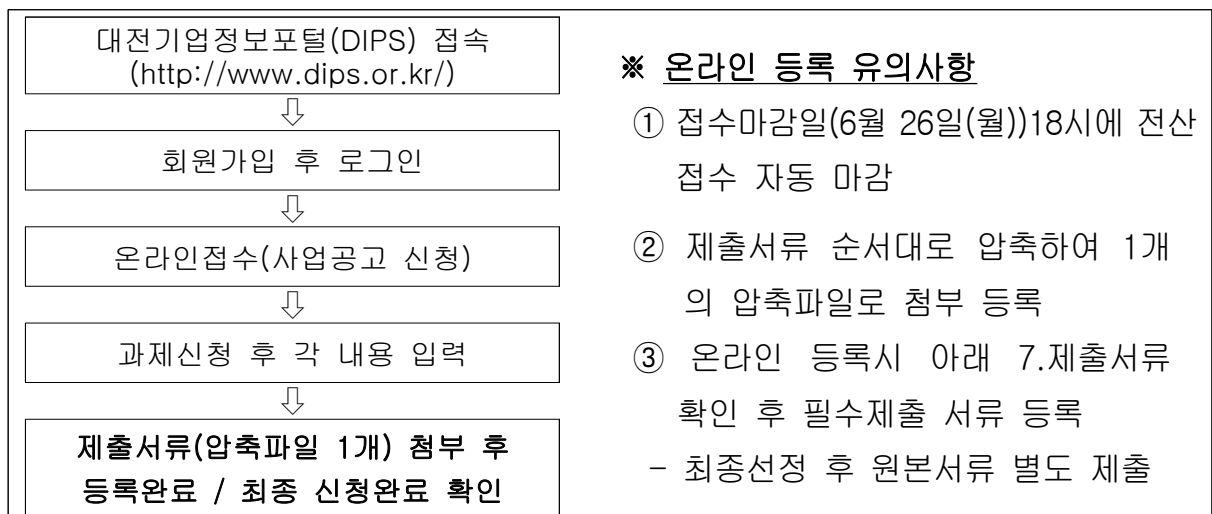 대전기업정보포털(DIPS) 접속
(http://www.dips.or.kr/)
⇩
회원가입 후 로그인
⇩
온라인접수(사업공고 신청)
⇩
과제신청 후 각 내용 입력
⇩
제출서류(압축파일 1개) 첨부 후
등록완료 / 최종 신청완료 확인
※ 온라인 등록 유의사항
① 접수마감일(6월 26일(월))18시에 전산
접수 자동 마감
② 제출서류 순서대로 압축하여 1개
의 압축파일로 첨부 등록
③ 온라인 등록시 아래 7.제출서류
확인 후 필수제출 서류 등록
- 최종선정 후 원본서류 별도 제출